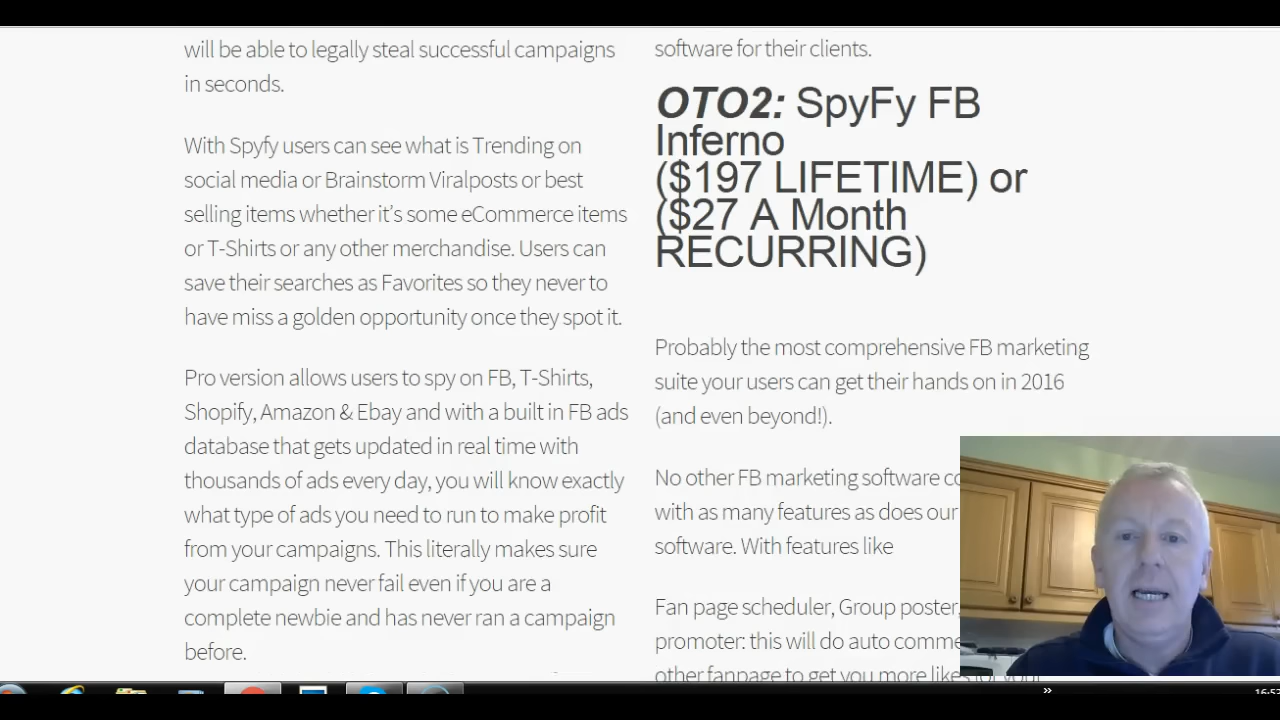 will be able to legally steal successful campaigns
in seconds.
With Spyfy users can see what is Trending on
social media or Brainstorm Viralposts or best
selling items whether it’s some eCommerce items
or T-Shirts or any other merchandise. Users can
save their searches as Favorites so they never to
have miss a golden opportunity once they spot it.
Pro version allows users to spy on FB, T-Shirts,
Shopify, Amazon & Ebay and with a built in FB ads
database that gets updated in real time with
thousands of ads every day, you will know exactly
what type of ads you need to run to make profit
from your campaigns. This literally makes sure
your campaign never fail even if you are a
complete newbie and has never ran a campaign
before.
software for their clients.
OTO2: SpyFy FB
Inferno
($197 LIFETIME) or
($27 A Month
RECURRING)
Probably the most comprehensive FB marketing
suite your users can get their hands on in 2016
(and even beyond!).
No other FB marketing software
with as many features as does our
software. With features like
Fan page scheduler, Group poster,
promoter: this will do auto
other fanpage to get you more likes for your